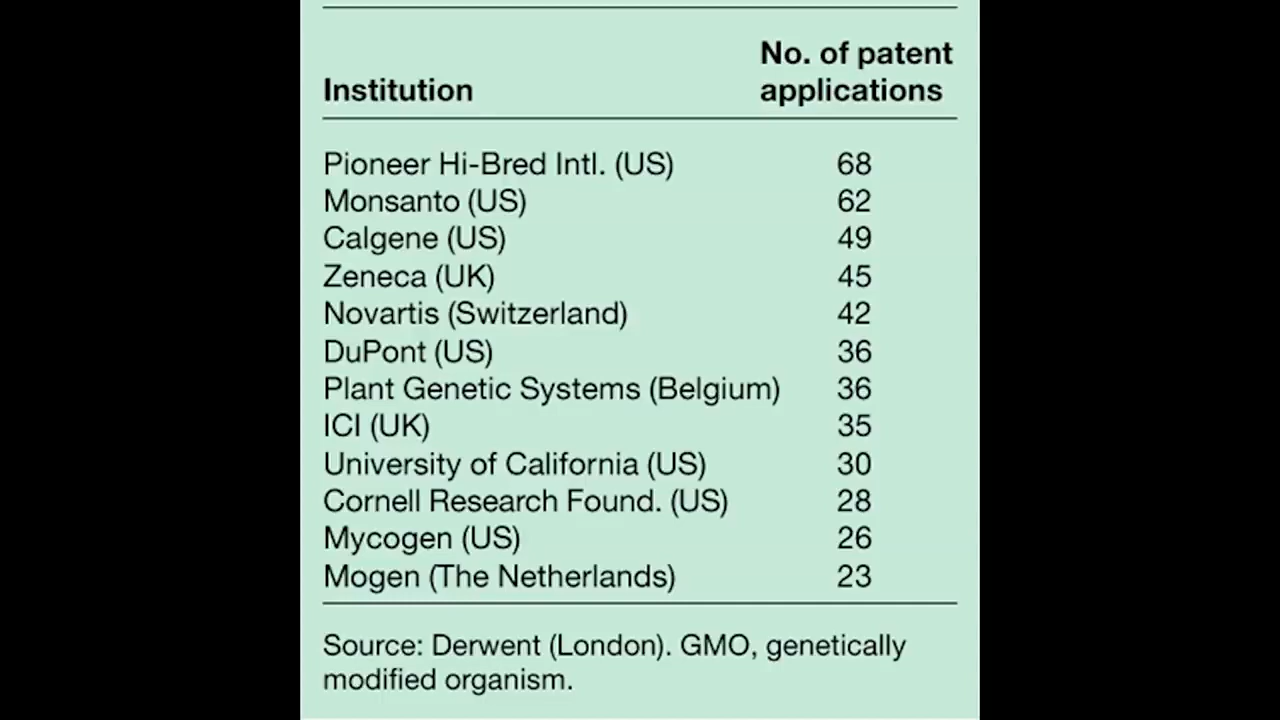 No. of patent
Institution applications
Pioneer Hi-Bred Intl. (US) 68
Monsanto (US) 62
Calgene (US) 49
Zeneca (UK) 45
Novartis (Switzerland) 42
DuPont (US) 36
Plant Genetic Systems (Belgium) 36
ICI (UK) 35
University of California (US) 30
Cornell Research Found. (US) 28
Mycogen (US) 26
Mogen (The Netherlands) 23
Source: Derwent (London). GMO, genetically
modified organism.